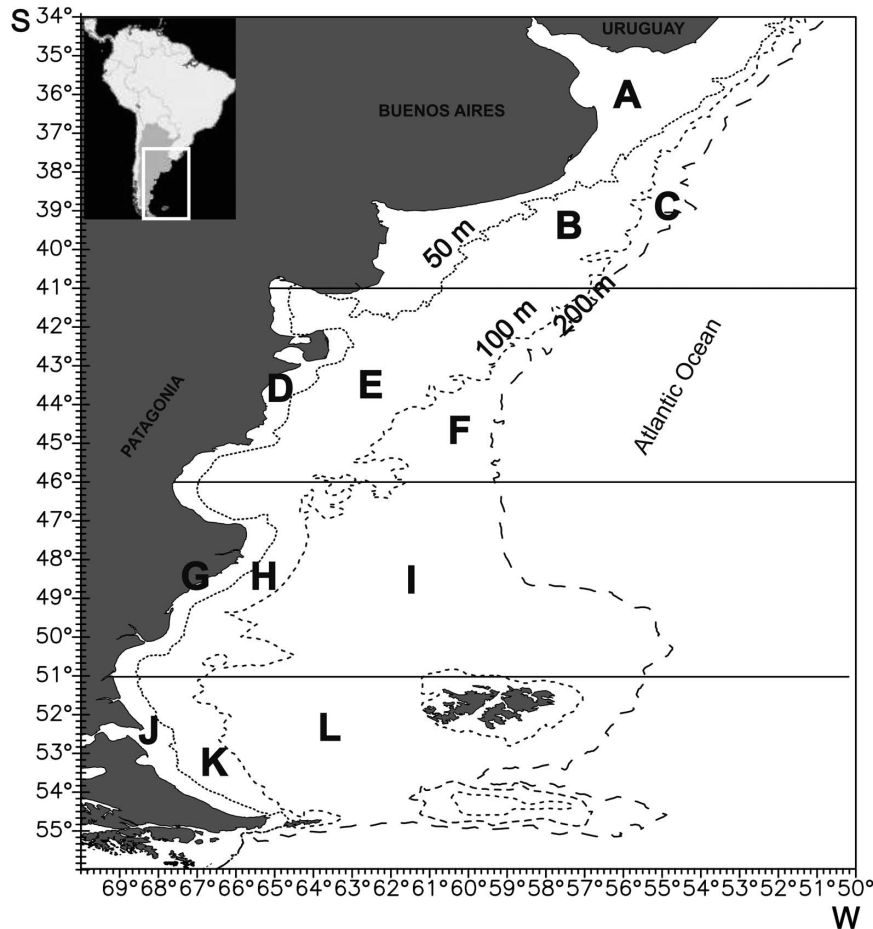 S
34°
35°
36°
37°
38°
39°
40°
41°
42°
43°
44°
45°
46°
47°
48°
49°
50°
51°
52°
53°
54°
55°
URUGUAY
A
BUENOS AIRES
B
C
50 m
100 m
200 m
D
E
F
PATAGONIA
Atlantic Ocean
G
H
I
J
K
L
69° 68° 67° 66° 65° 64° 63° 62° 61° 60° 59° 58° 57° 56° 55° 54° 53° 52° 51° 50°
W